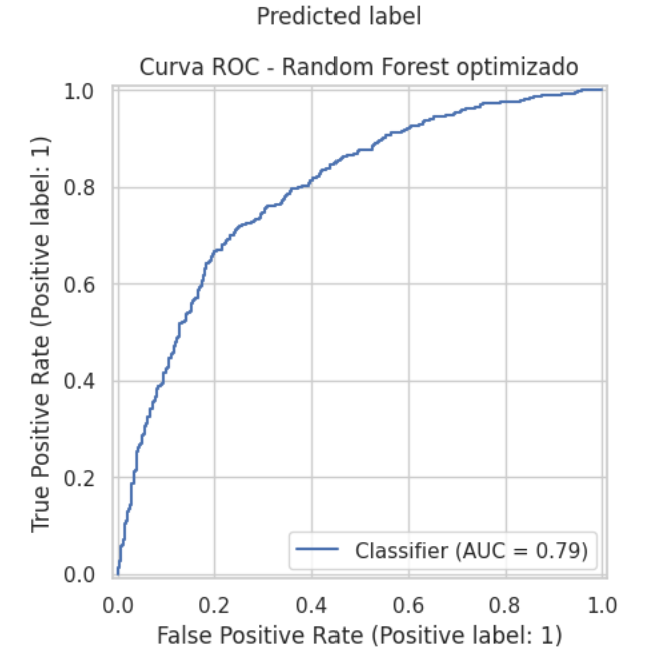 Predicted label
Curva ROC - Random Forest optimizado
True Positive Rate (Positive label: 1)
1.0
0.8
0.6
0.4
0.2
0.0
Classifier (AUC = 0.79)
0.0 0.2 0.4 0.6 0.8 1.0
False Positive Rate (Positive label: 1)